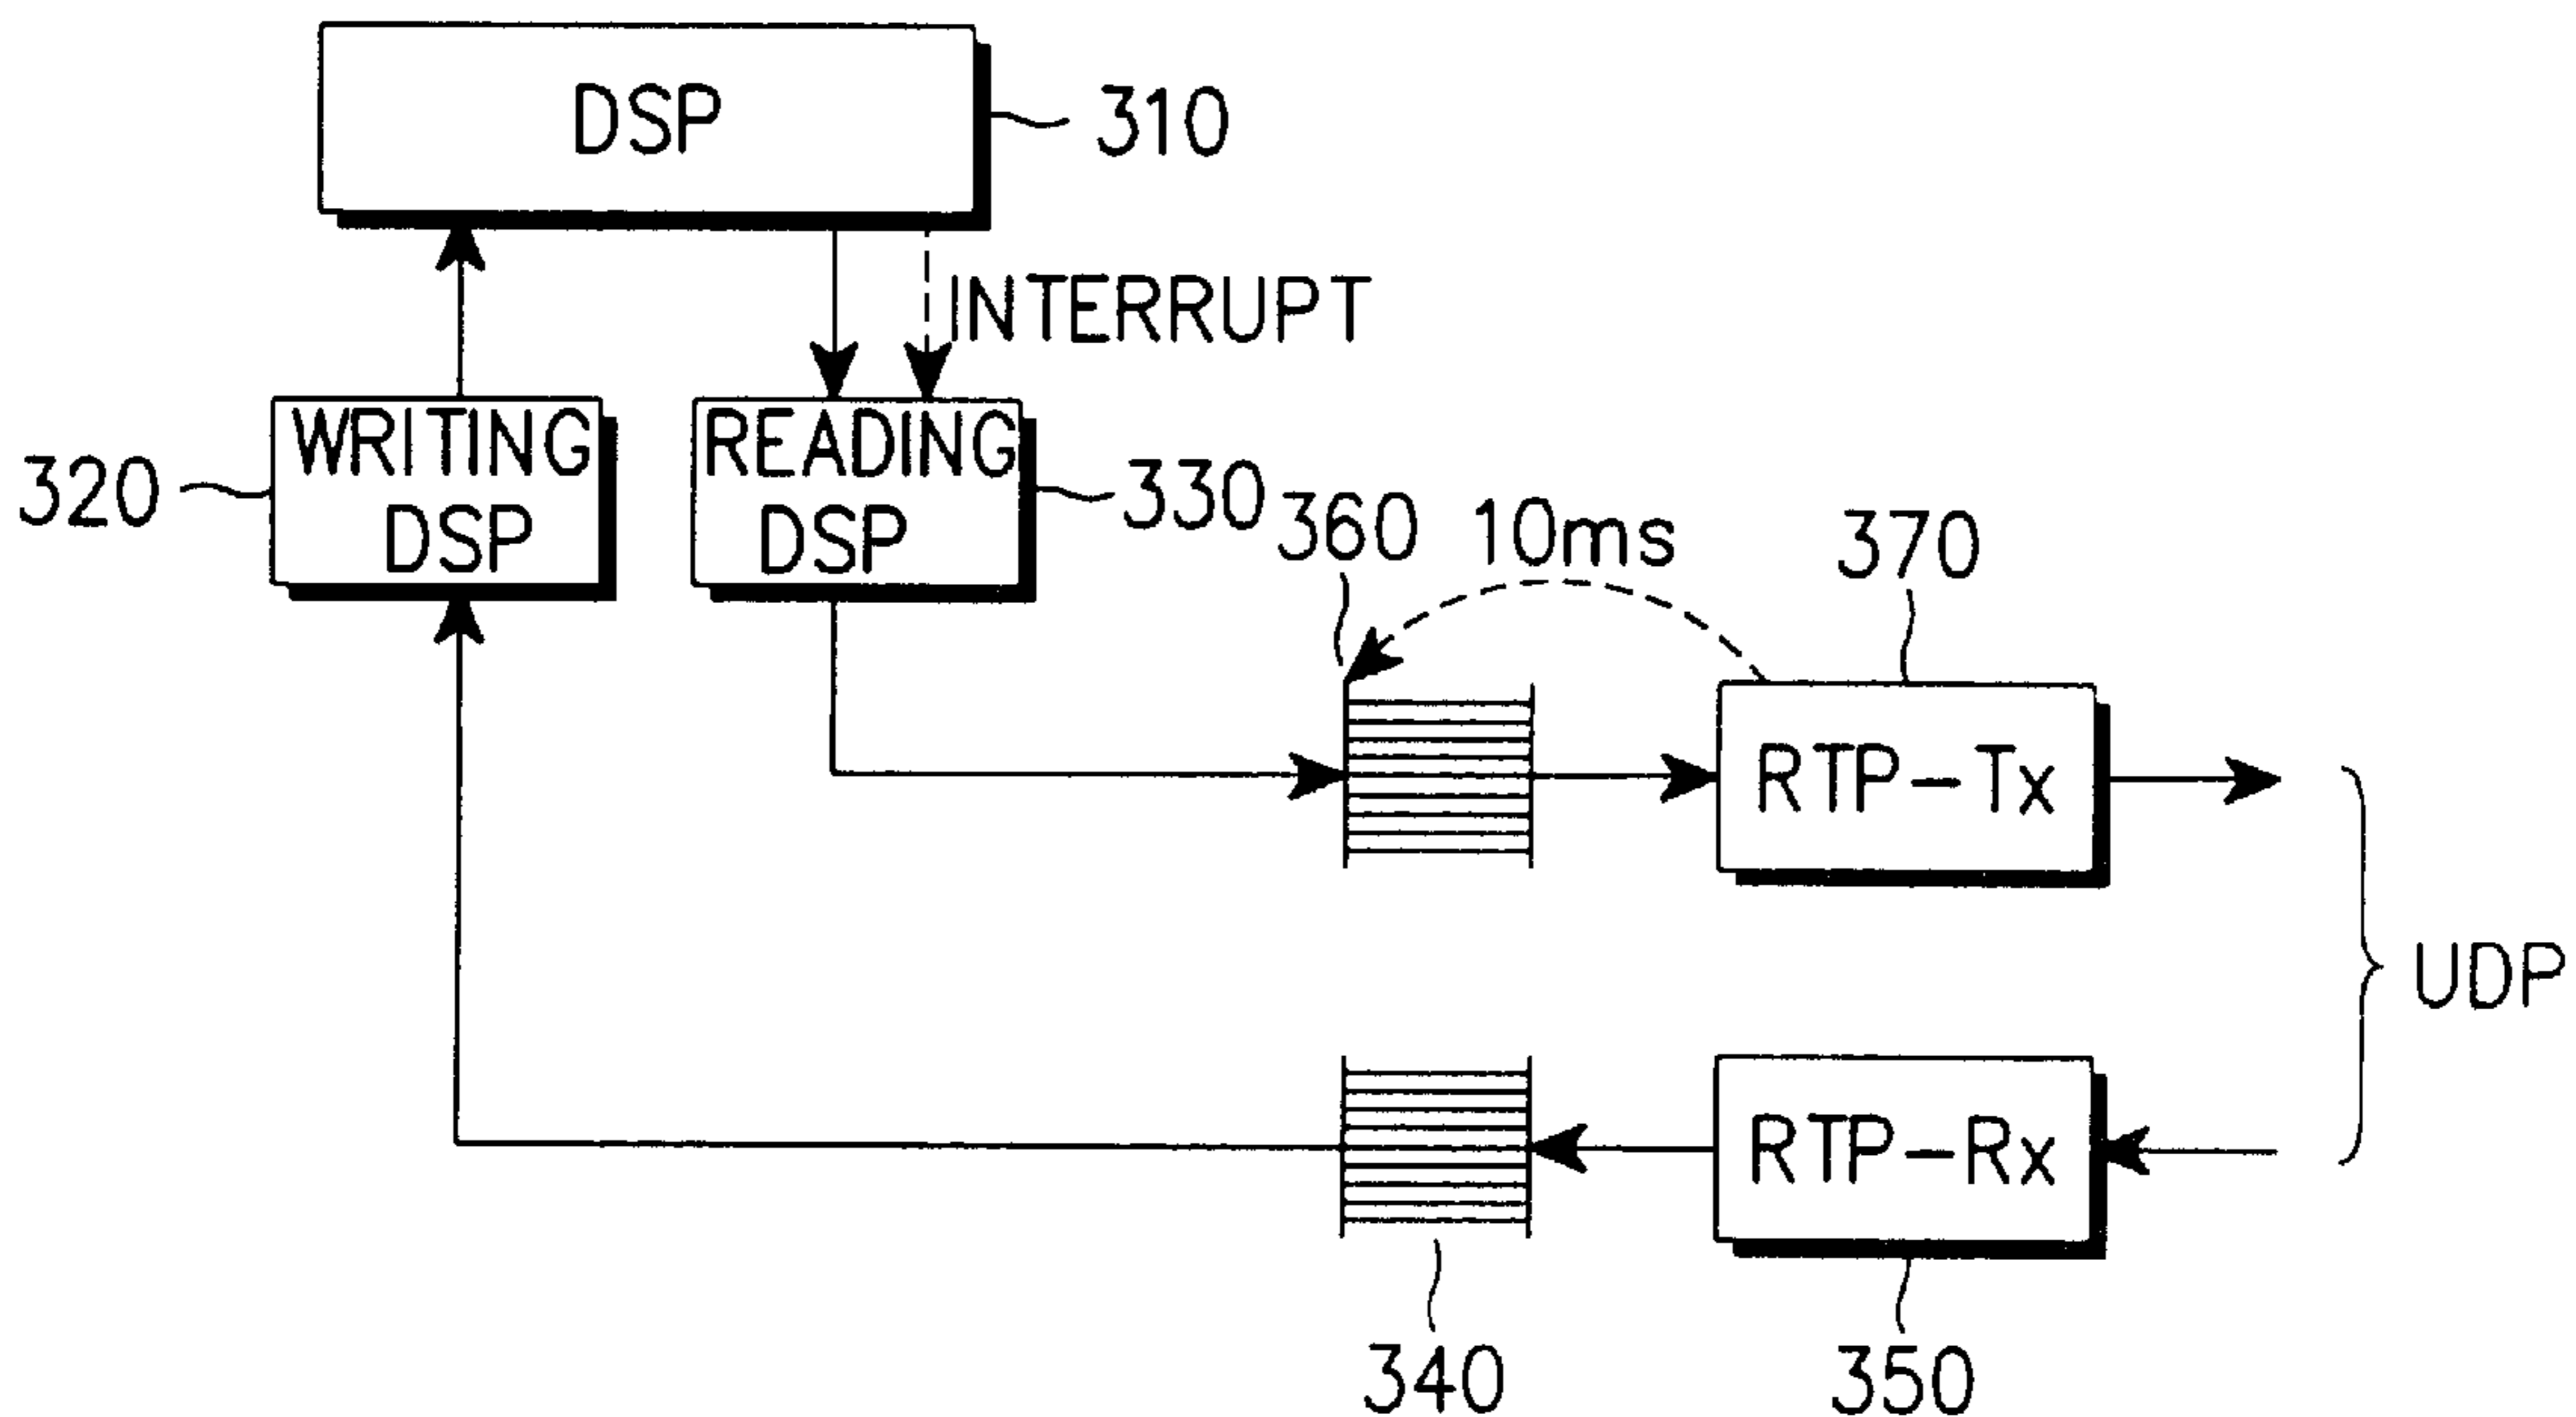 DSP
310
INTERRUPT
320
WRITING
DSP
READING
DSP
330
360
10ms
370
RTP-Tx
UDP
RTP-Rx
340
350